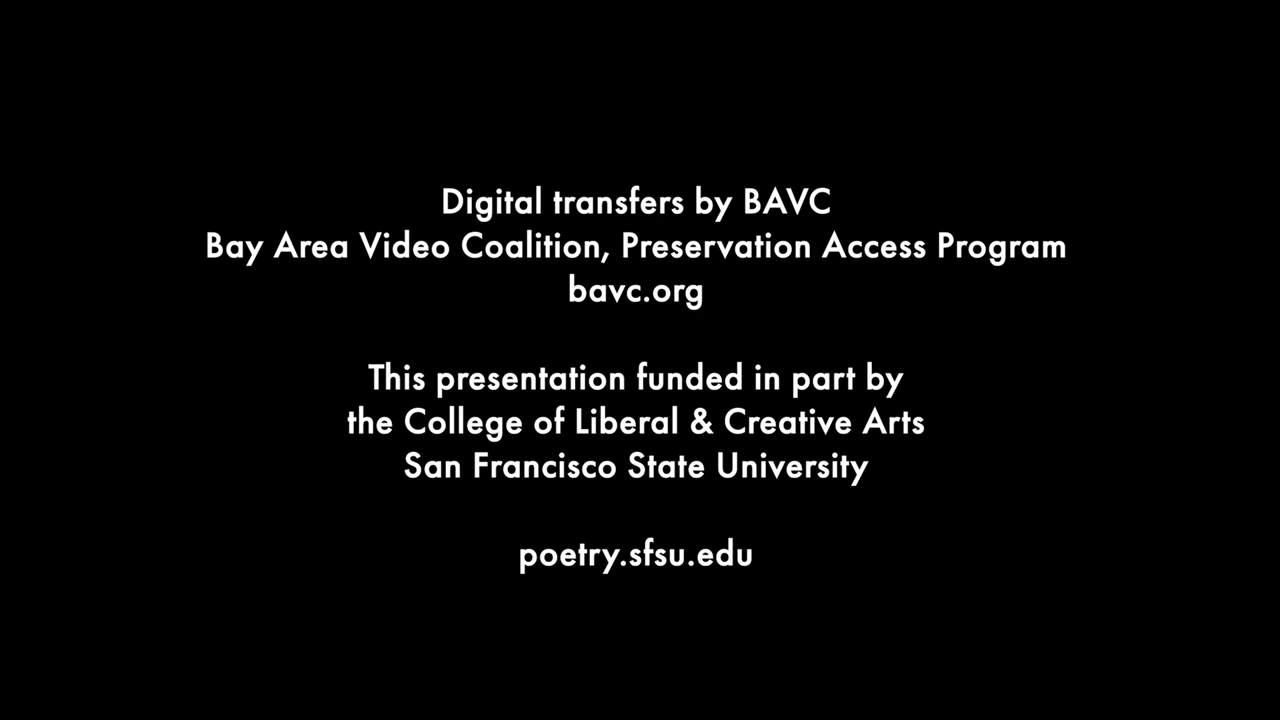 Digital transfers by BAVC
Bay Area Video Coalition, Preservation Access Program
bavc.org
This presentation funded in part by
the College of Liberal & Creative Arts
San Francisco State University
poetry.sfsu.edu